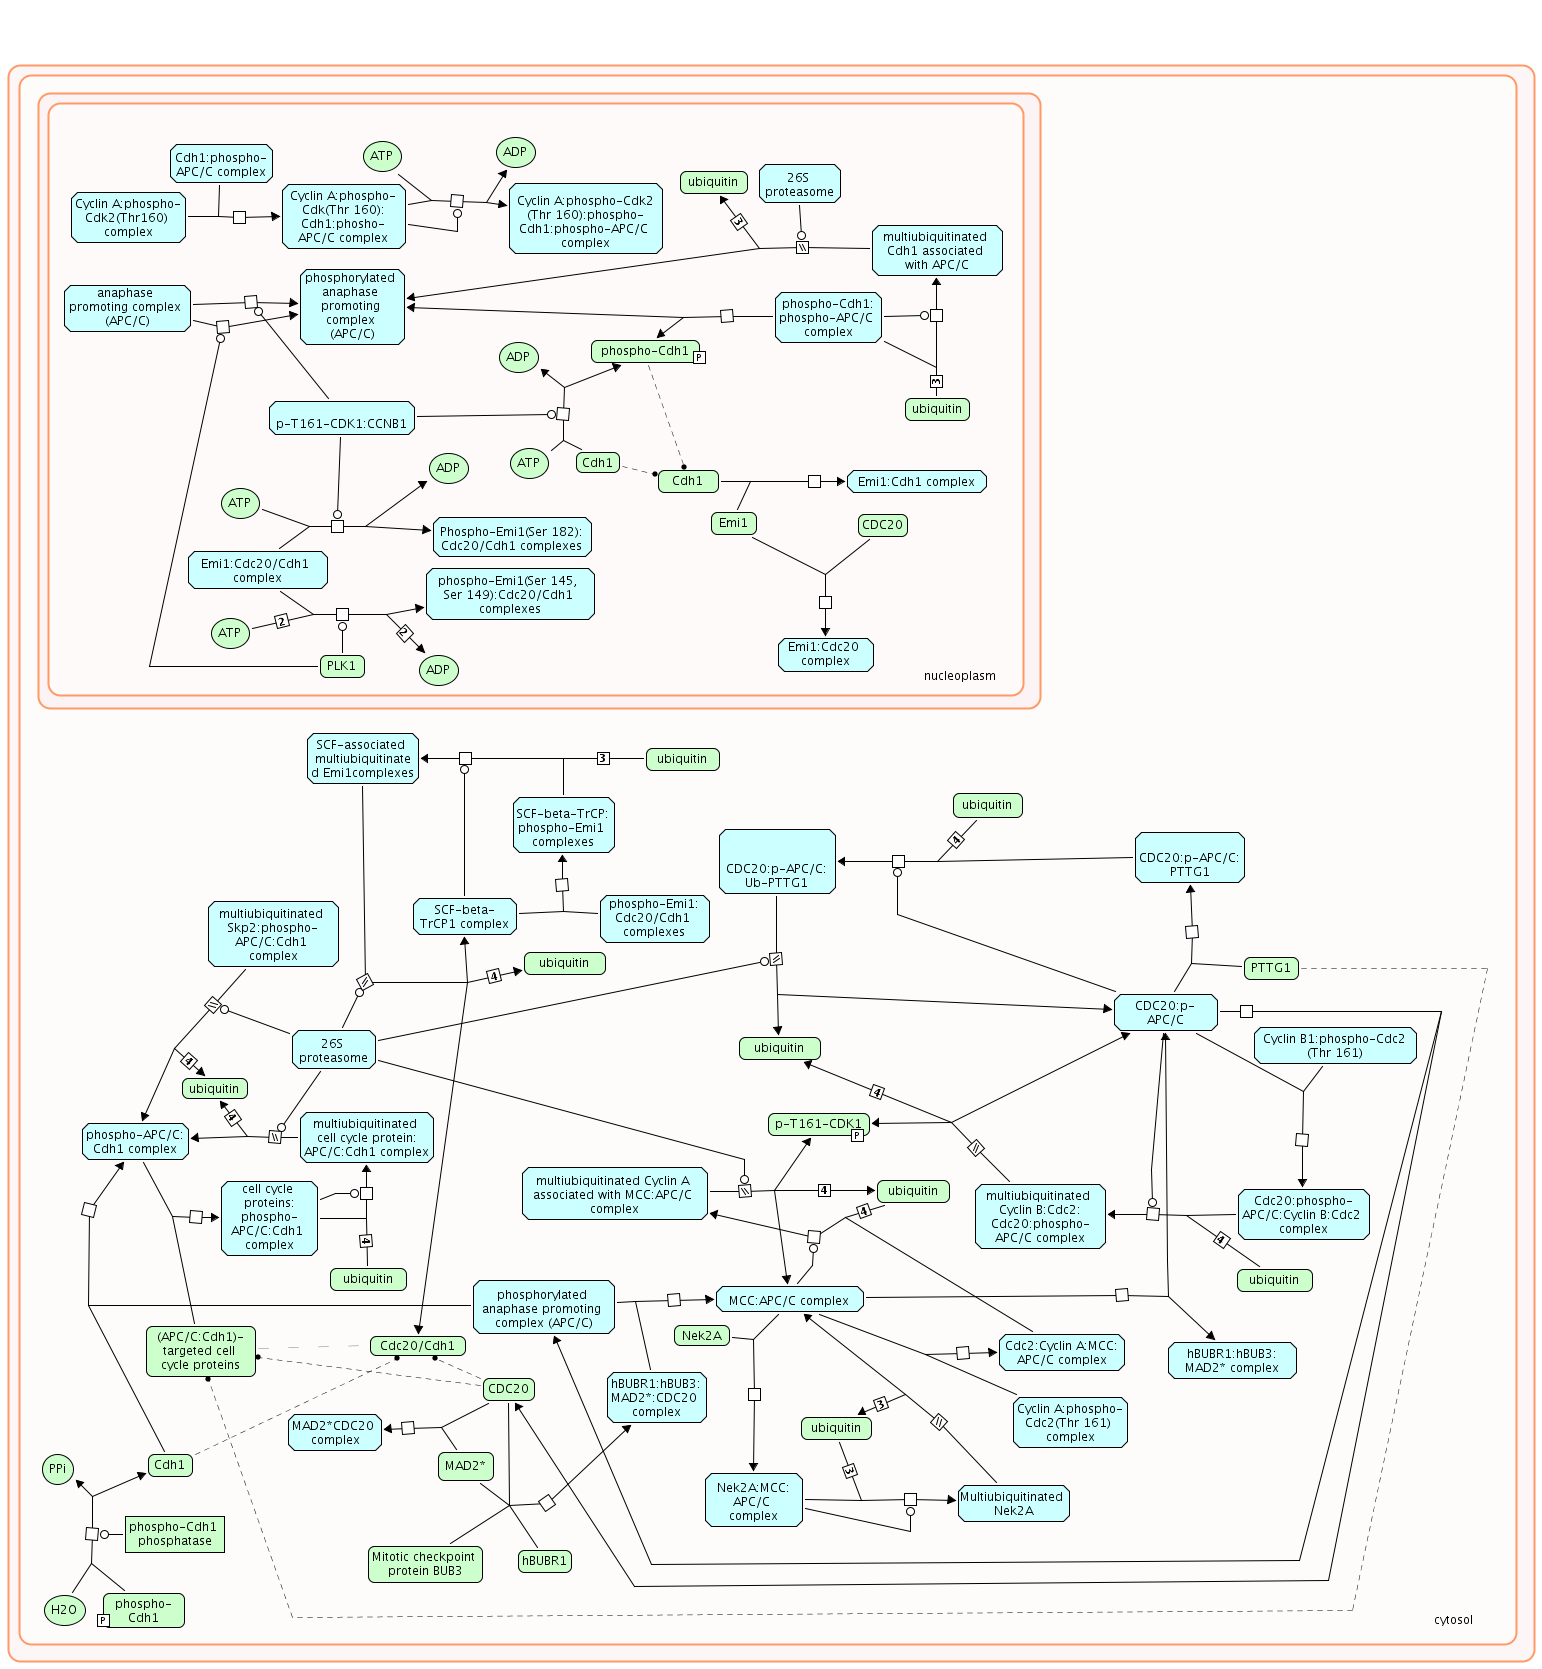 Cdh1:phospho-
APC/C complex
ATP
ADP
Cyclin A:phospho-
Cdk2(Thr160)
complex
Cyclin A:phospho-
Cdk(Thr 160):
Cdh1:phosho-
APC/C complex
Cyclin A:phospho-Cdk2
(Thr 160):phospho-
Cdh1:phospho-APC/C
complex
ubiquitin
26S
proteasome
3
multiubiquitinated
Cdh1 associated
with APC/C
anaphase
promoting complex
(APC/C)
phosphorylated
anaphase
promoting
complex
(APC/C)
phospho-Cdh1:
phospho-APC/C
complex
phospho-Cdh1
P
ADP
3
ubiquitin
p-T161-CDK1:CCNB1
ATP
Cdh1
ADP
Cdh1
Emi1:Cdh1 complex
ATP
Emi1
CDC20
Phospho-Emi1(Ser 182):
Cdc20/Cdh1 complexes
Emi1:Cdc20/Cdh1
complex
phospho-Emi1(Ser 145,
Ser 149):Cdc20/Cdh1
complexes
ATP
2
2
PLK1
ADP
Emi1:Cdc20
complex
nucleoplasm
SCF-associated
multiubiquitinate
d Emi1complexes
3
ubiquitin
SCF-beta-TrCP:
phospho-Emi1
complexes
ubiquitin
4
CDC20:p-APC/C:
Ub-PTTG1
CDC20:p-APC/C:
PTTG1
multiubiquitinated
Skp2:phospho-
APC/C:Cdh1
complex
SCF-beta-
TrCP1 complex
phospho-Emi1:
Cdc20/Cdh1
complexes
4
ubiquitin
PTTG1
CDC20:p-
APC/C
26S
proteasome
ubiquitin
Cyclin B1:phospho-Cdc2
(Thr 161)
4
ubiquitin
4
4
phospho-APC/C:
Cdh1 complex
multiubiquitinated
cell cycle protein:
APC/C:Cdh1 complex
p-T161-CDK1
P
cell cycle
proteins:
phospho-
APC/C:Cdh1
complex
4
ubiquitin
multiubiquitinated Cyclin A
associated with MCC:APC/C
complex
4
ubiquitin
4
multiubiquitinated
Cyclin B:Cdc2:
Cdc20:phospho-
APC/C complex
Cdc20:phospho-
APC/C:Cyclin B:Cdc2
complex
4
ubiquitin
phosphorylated
anaphase promoting
complex (APC/C)
MCC:APC/C complex
(APC/C:Cdh1)-
targeted cell
cycle proteins
Cdc20/Cdh1
Nek2A
Cdc2:Cyclin A:MCC:
APC/C complex
hBUBR1:hBUB3:
MAD2* complex
CDC20
hBUBR1:hBUB3:
MAD2*:CDC20
complex
MAD2*CDC20
complex
3
ubiquitin
Cyclin A:phospho-
Cdc2(Thr 161)
complex
PPi
Cdh1
MAD2*
3
Nek2A:MCC:
APC/C
complex
Multiubiquitinated
Nek2A
phospho-Cdh1
phosphatase
Mitotic checkpoint
protein BUB3
hBUBR1
H2O
phospho-
Cdh1
P
cytosol